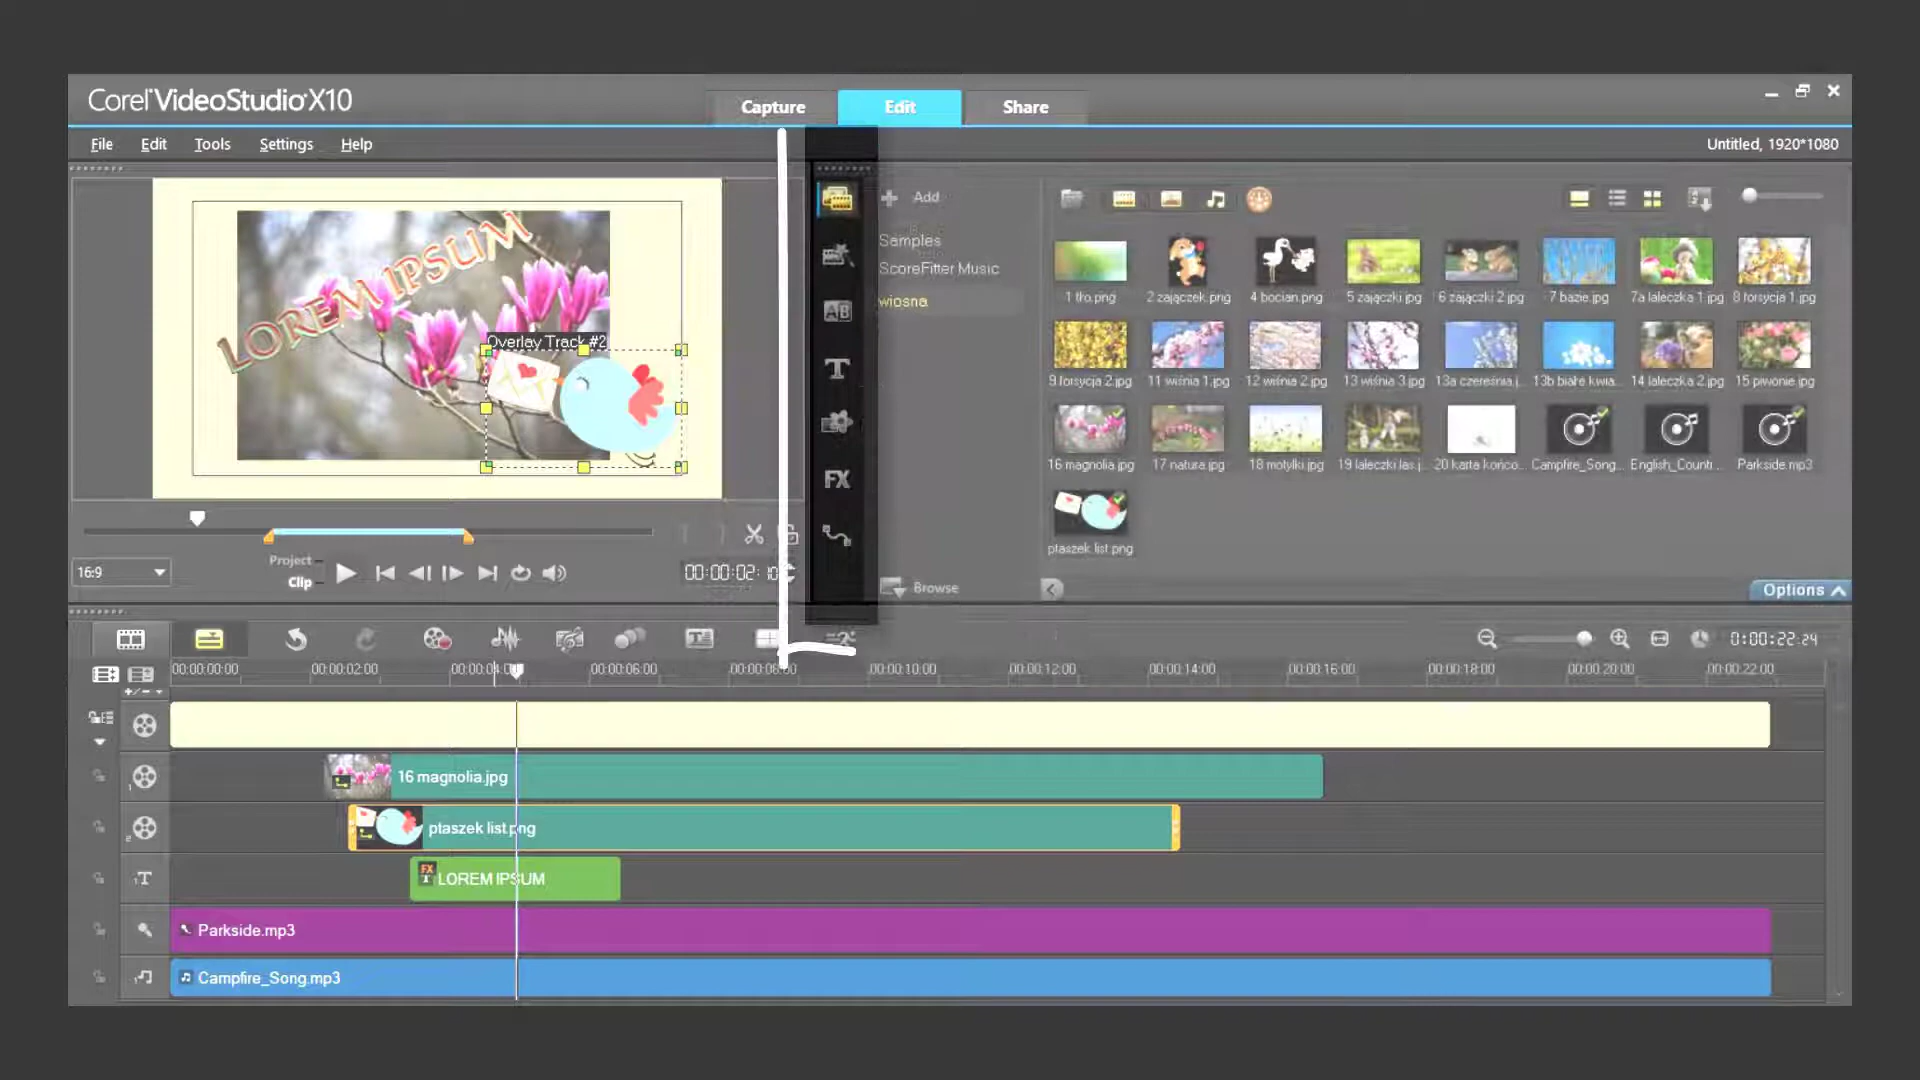 Corel VideoStudio X10
Capture
Edit
Share
File
Edit
Tools
Settings
Help
Untitled, 1920*1080
LOREM IPSUM
Overlay Track #2
Add
Samples
ScoreFitter Music
wiosna
1 tło.png
2 zajączek.png
4 bocian.png
5 zajączki.jpg
6 zajączki 2.jpg
7 bazie.jpg
7a laleczka 1.jpg
8 forsycja 1.jpg
9 forsycja 2.jpg
11 wiśnia 1.jpg
12 wiśnia 2.jpg
13 wiśnia 3.jpg
13a czereśnia.j...
13b białe kwia...
14 laleczka 2.jpg
15 piwonie.jpg
16 magnolia.jpg
17 natura.jpg
18 motylki.jpg
19 laleczki las.j...
20 karta końco...
Campfire_Song...
English_Countr...
Parkside.mp3
ptaszek list.png
AB
T
FX
Browse
Options
16:9
Project
Clip
00:00:02:10
0:00:22:24
00:00:00:00
00:00:02:00
00:00:04:0
00:00:06:00
00:00:08:00
00:00:10:00
00:00:12:00
00:00:14:00
00:00:16:00
00:00:18:00
00:00:20:00
00:00:22:00
16 magnolia.jpg
ptaszek list.png
LOREM IPSUM
Parkside.mp3
Campfire_Song.mp3